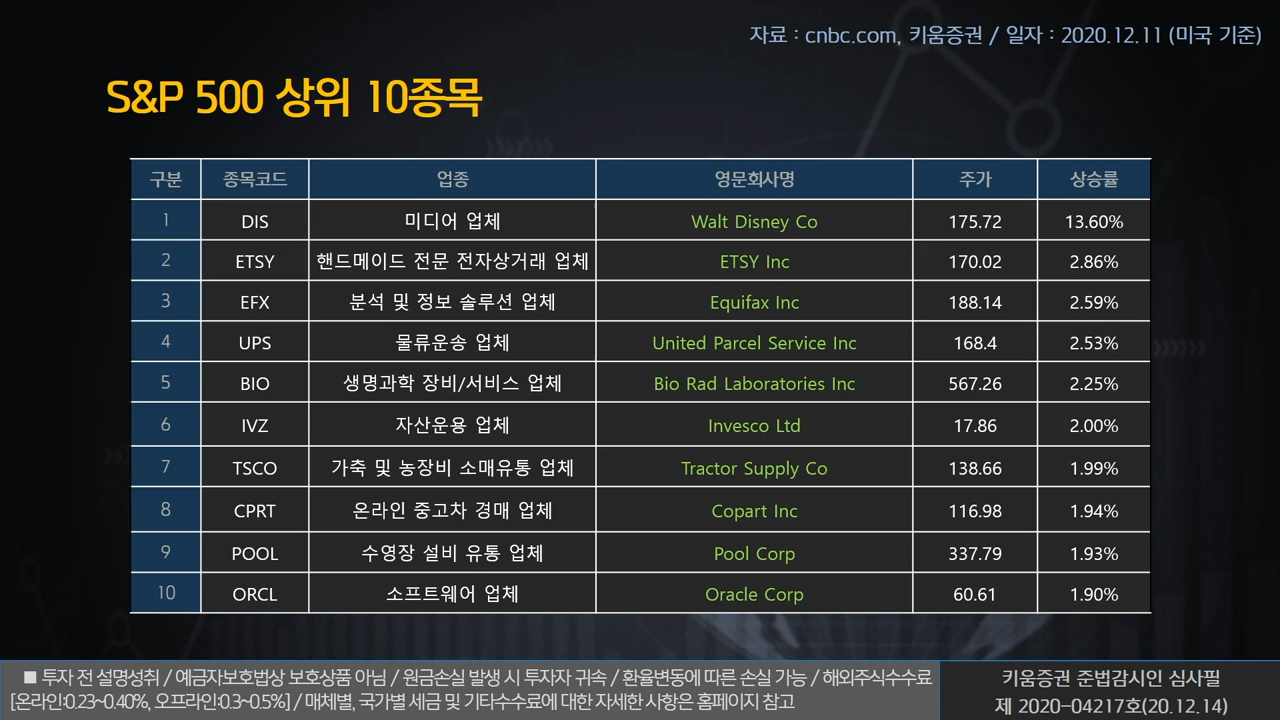 자료 : cnbc.com, 키움증권 / 일자 : 2020.12.11 (미국 기준)
S&P 500 상위 10종목
구분 종목코드 업종 영문회사명 주가 상승률
1 DIS 미디어 업체 Walt Disney Co 175.72 13.60%
2 ETSY 핸드메이드 전문 전자상거래 업체 ETSY Inc 170.02 2.86%
3 EFX 분석 및 정보 솔루션 업체 Equifax Inc 188.14 2.59%
4 UPS 물류운송 업체 United Parcel Service Inc 168.4 2.53%
5 BIO 생명과학 장비/서비스 업체 Bio Rad Laboratories Inc 567.26 2.25%
6 IVZ 자산운용 업체 Invesco Ltd 17.86 2.00%
7 TSCO 가축 및 농장비 소매유통 업체 Tractor Supply Co 138.66 1.99%
8 CPRT 온라인 중고차 경매 업체 Copart Inc 116.98 1.94%
9 POOL 수영장 설비 유통 업체 Pool Corp 337.79 1.93%
10 ORCL 소프트웨어 업체 Oracle Corp 60.61 1.90%
■ 투자 전 설명성취 / 예금자보호법상 보호상품 아님 / 원금손실 발생 시 투자자 귀속 / 환율변동에 따른 손실 가능 / 해외주식수수료
[온라인:0.23~0.40%, 오프라인:0.3~0.5%] / 매체별, 국가별 세금 및 기타수수료에 대한 자세한 사항은 홈페이지 참고
키움증권 준법감시인 심사필
제 2020-04217호(20.12.14)